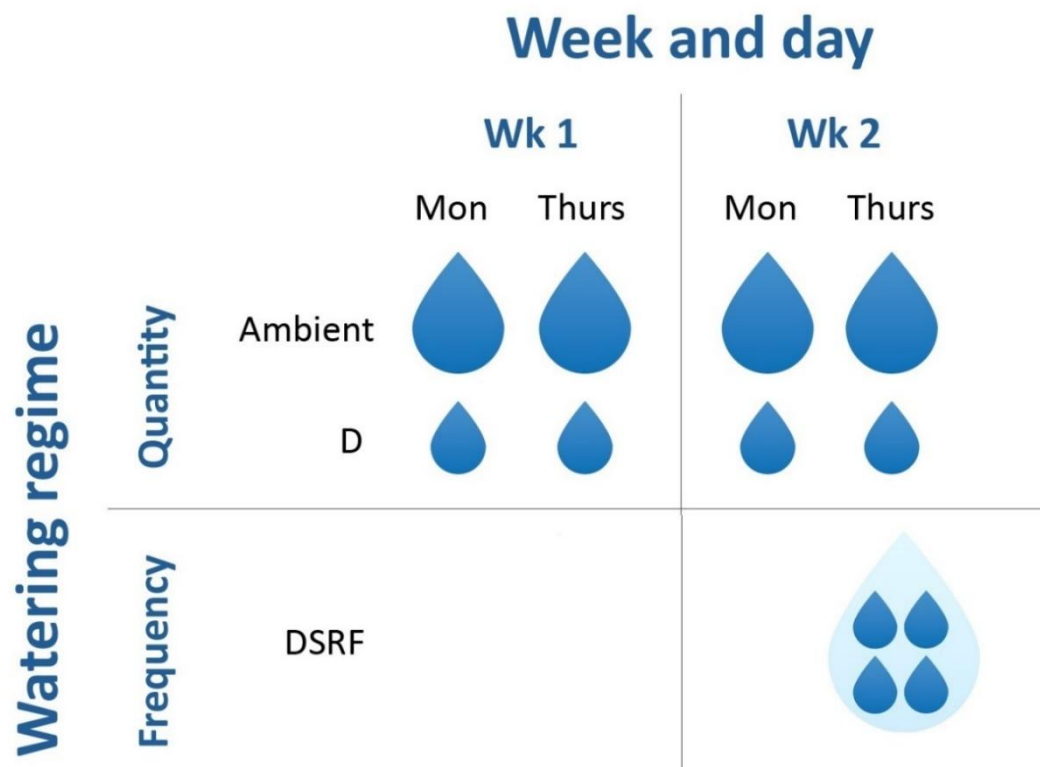 Week and day
Wk 1
Wk 2
Mon
Thurs
Mon
Thurs
Watering regime
Quantity
Ambient
D
Frequency
DSRF